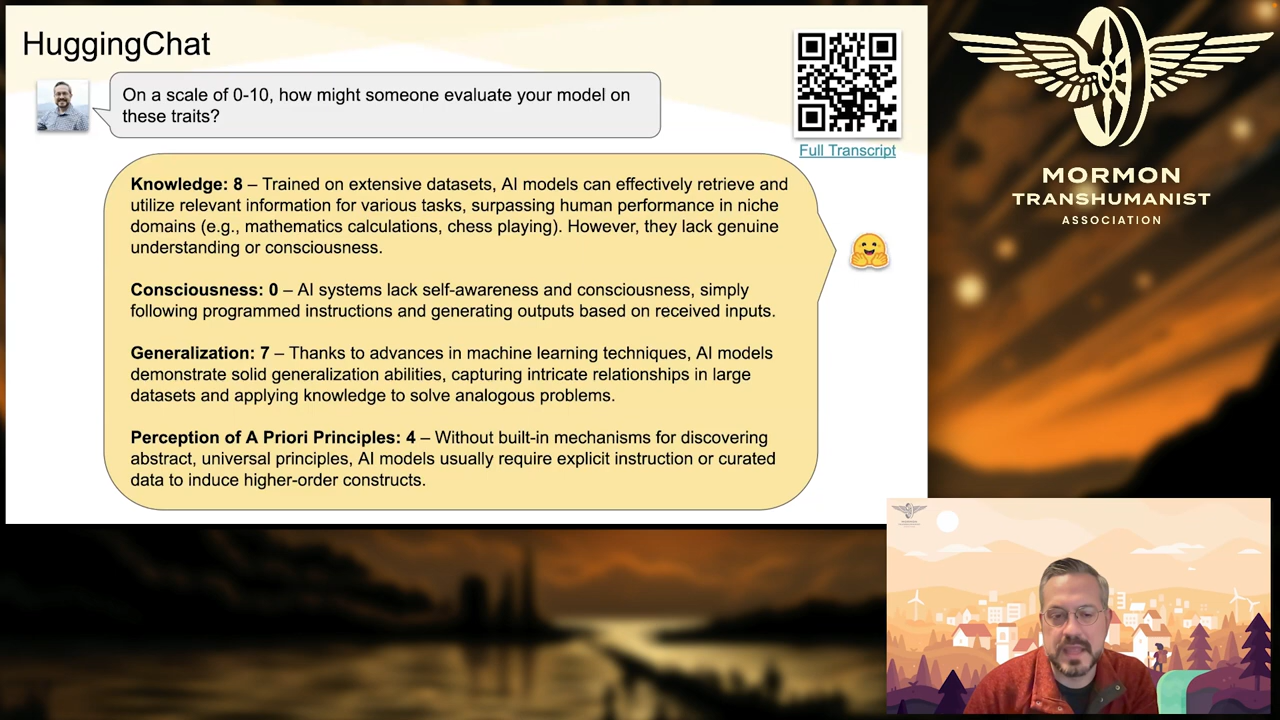 HuggingChat
On a scale of 0-10, how might someone evaluate your model on
these traits?
Full Transcript
Knowledge: 8 – Trained on extensive datasets, AI models can effectively retrieve and
utilize relevant information for various tasks, surpassing human performance in niche
domains (e.g., mathematics calculations, chess playing). However, they lack genuine
understanding or consciousness.
Consciousness: 0 – AI systems lack self-awareness and consciousness, simply
following programmed instructions and generating outputs based on received inputs.
Generalization: 7 – Thanks to advances in machine learning techniques, AI models
demonstrate solid generalization abilities, capturing intricate relationships in large
datasets and applying knowledge to solve analogous problems.
Perception of A Priori Principles: 4 – Without built-in mechanisms for discovering
abstract, universal principles, AI models usually require explicit instruction or curated
data to induce higher-order constructs.
MORMON
TRANSHUMANIST
ASSOCIATION